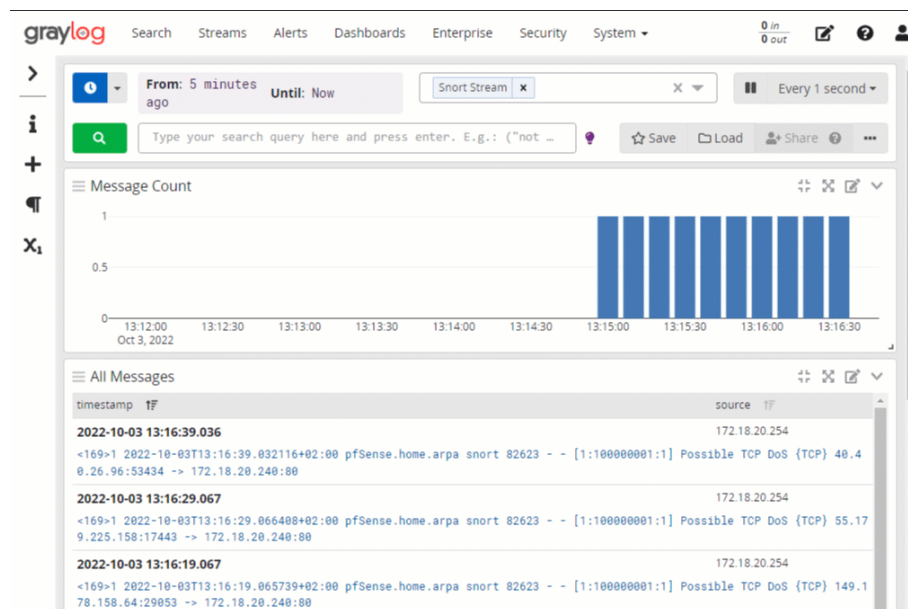 graylog Search Streams Alerts Dashboards Enterprise Security System 0 in
0 out
From: 5 minutes ago Until: Now Snort Stream x Every 1 second
Type your search query here and press enter. E.g.: ("not … Save Load Share
Message Count
1
0.5
0
13:12:00 13:12:30 13:13:00 13:13:30 13:14:00 13:14:30 13:15:00 13:15:30 13:16:00 13:16:30
Oct 3, 2022
All Messages
timestamp source
2022-10-03 13:16:39.036 172.18.20.254
<169>1 2022-10-03T13:16:39.032116+02:00 pfSense.home.arpa snort 82623 - - [1:100000001:1] Possible TCP DoS {TCP} 40.4
0.26.96:53434 -> 172.18.20.240:80
2022-10-03 13:16:29.067 172.18.20.254
<169>1 2022-10-03T13:16:29.066408+02:00 pfSense.home.arpa snort 82623 - - [1:100000001:1] Possible TCP DoS {TCP} 55.17
9.225.158:17443 -> 172.18.20.240:80
2022-10-03 13:16:19.067 172.18.20.254
<169>1 2022-10-03T13:16:19.065739+02:00 pfSense.home.arpa snort 82623 - - [1:100000001:1] Possible TCP DoS {TCP} 149.1
78.158.64:29053 -> 172.18.20.240:80